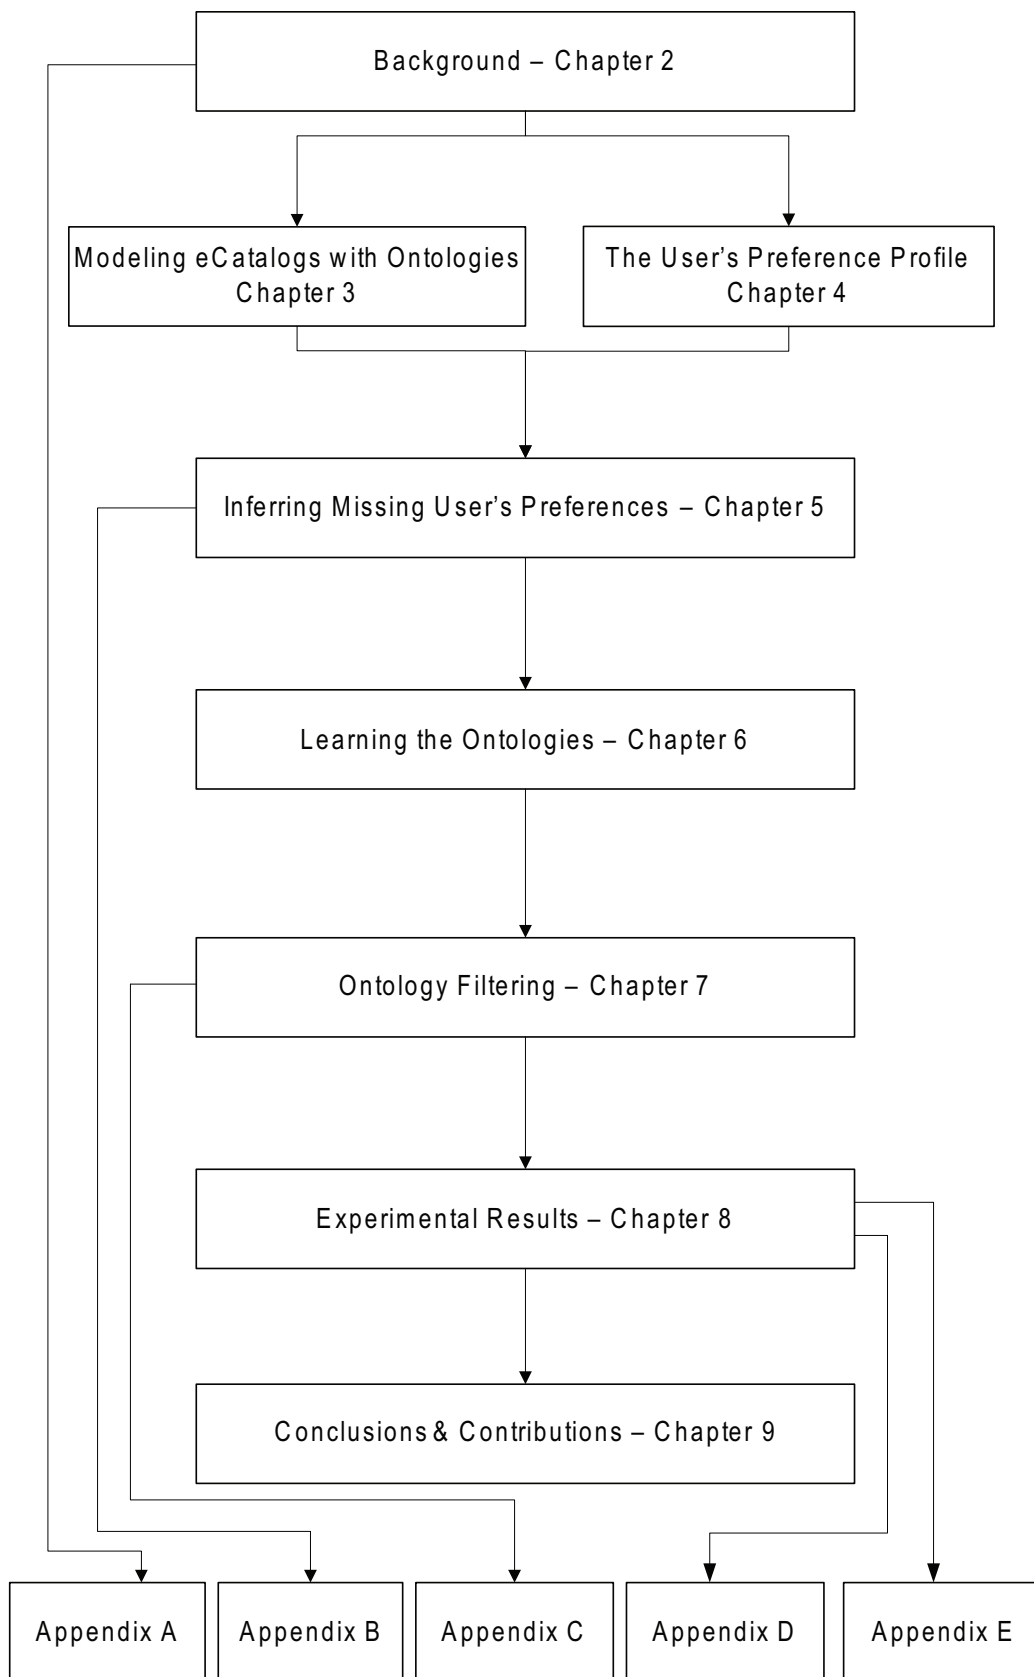 Background – Chapter 2
Modeling eCatalogs with Ontologies
Chapter 3
The User’s Preference Profile
Chapter 4
Inferring Missing User’s Preferences – Chapter 5
Learning the Ontologies – Chapter 6
Ontology Filtering – Chapter 7
Experimental Results – Chapter 8
Conclusions & Contributions – Chapter 9
Appendix A
Appendix B
Appendix C
Appendix D
Appendix E